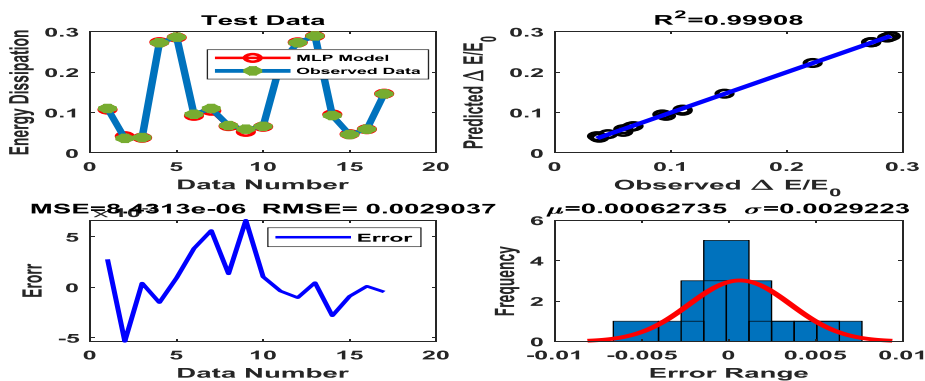 Test Data
Energy Dissipation
0.3
0.2
0.1
0
MLP Model
Observed Data
0 5 10 15 20
Data Number
R²=0.99908
Predicted Δ E/E₀
0.3
0.2
0.1
0
0 0.1 0.2 0.3
Observed Δ E/E₀
MSE=8.4313e-06 RMSE= 0.0029037
Erorr
5
0
-5
Error
0 5 10 15 20
Data Number
μ=0.00062735 σ=0.0029223
Frequency
6
4
2
0
-0.01 -0.005 0 0.005 0.01
Error Range